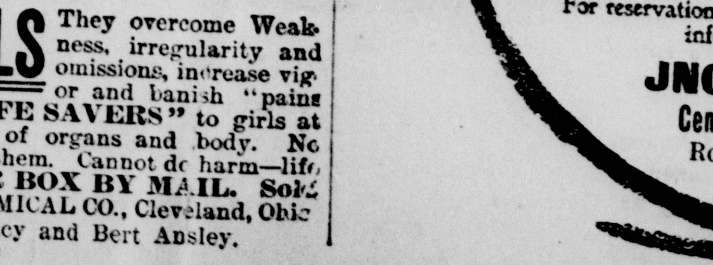 LS They overcome Weak-
ness, irregularity and
omissions, increase vig-
or and banish "pains
FE SAVERS" to girls at
of organs and body. No
hem. Cannot do harm—life
BOX BY MAIL. Sold
MICAL CO., Cleveland, Ohio
cy and Bert Ansley.
For reservation
inf
JNO
Cen
Ro